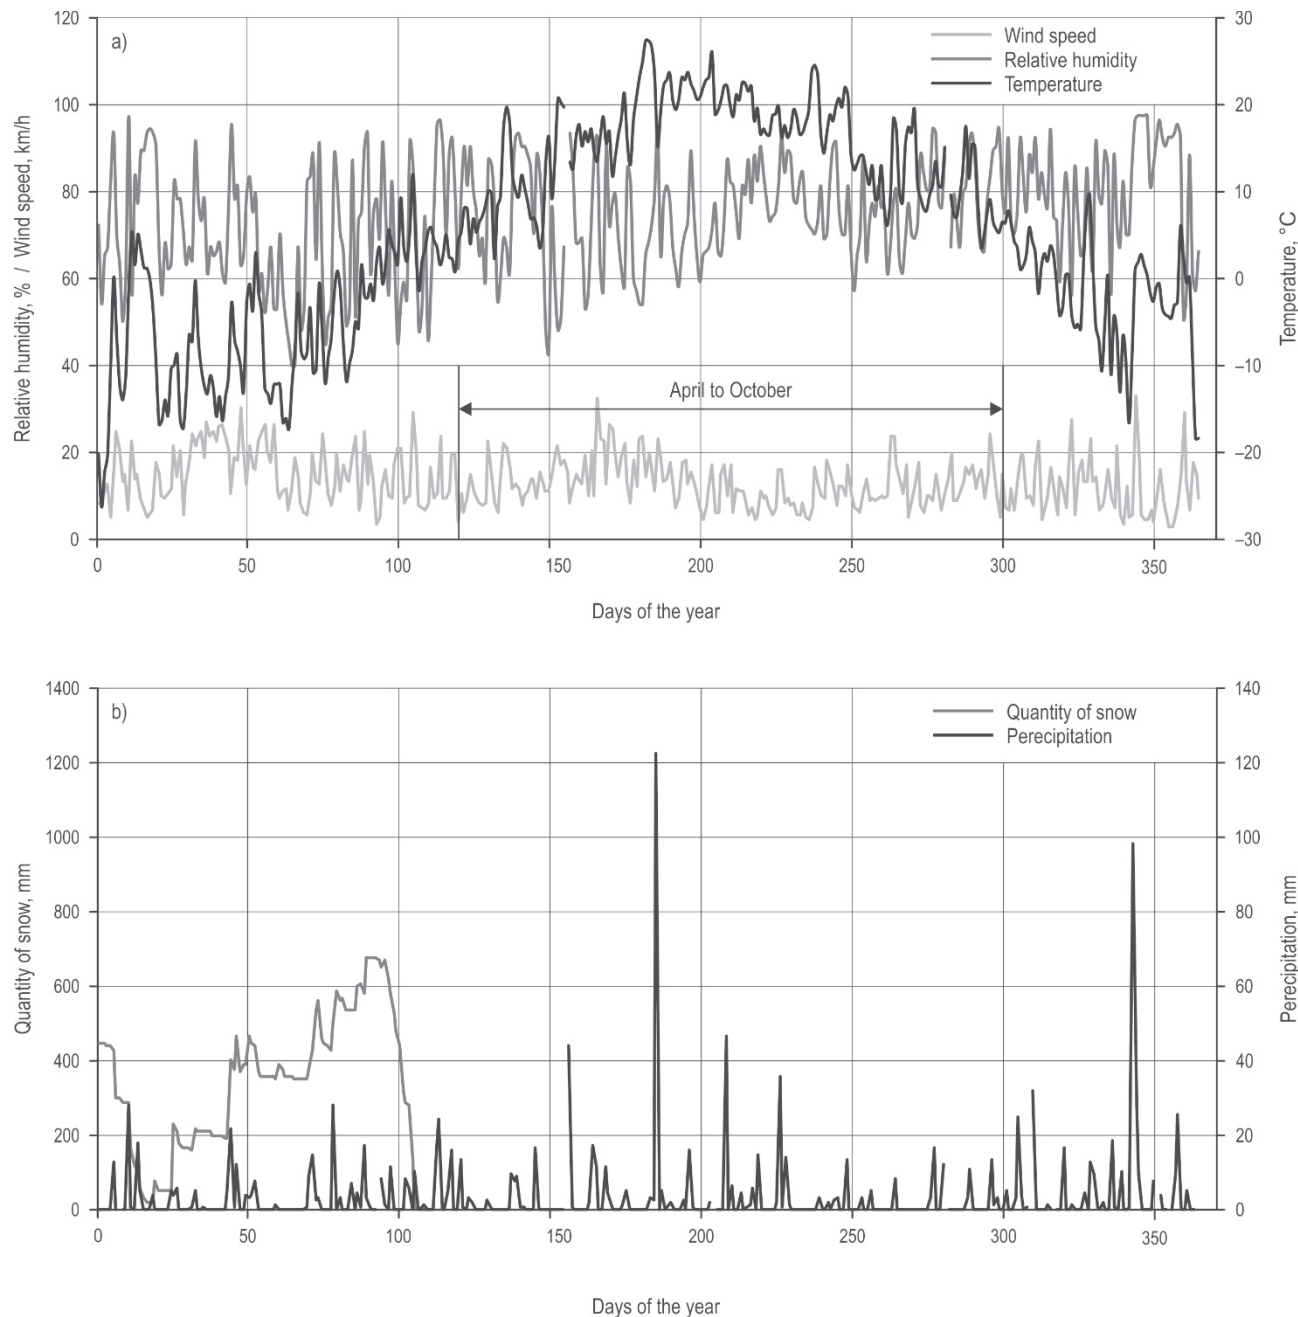 a)
Wind speed
Relative humidity
Temperature
120
100
80
60
40
20
0
Relative humidity, % / Wind speed, km/h
30
20
10
0
–10
–20
–30
Temperature, °C
April to October
0 50 100 150 200 250 300 350
Days of the year
b)
Quantity of snow
Perecipitation
1400
1200
1000
800
600
400
200
0
Quantity of snow, mm
140
120
100
80
60
40
20
0
Perecipitation, mm
0 50 100 150 200 250 300 350
Days of the year